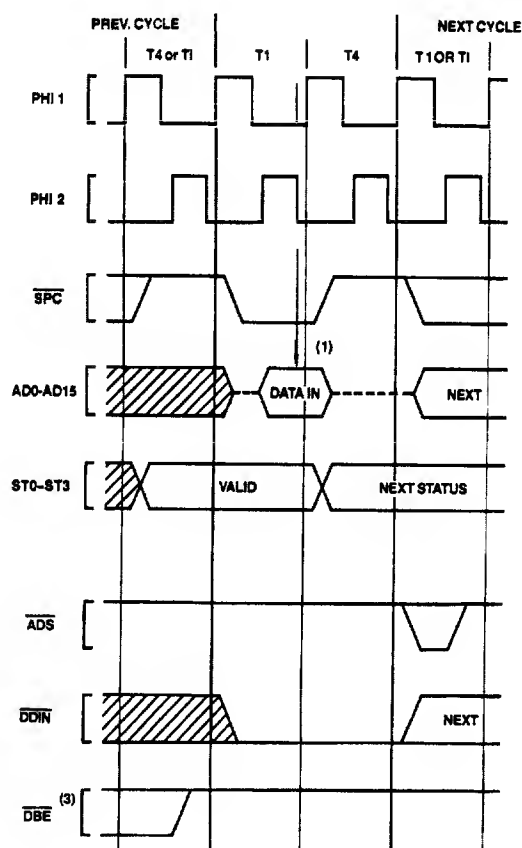 PREV. CYCLE
NEXT CYCLE
T4 or TI
T1
T4
T1 OR TI
PHI 1
PHI 2
SPC
(1)
AD0-AD15
DATA IN
NEXT
ST0-ST3
VALID
NEXT STATUS
ADS
DDIN
NEXT
DBE (3)